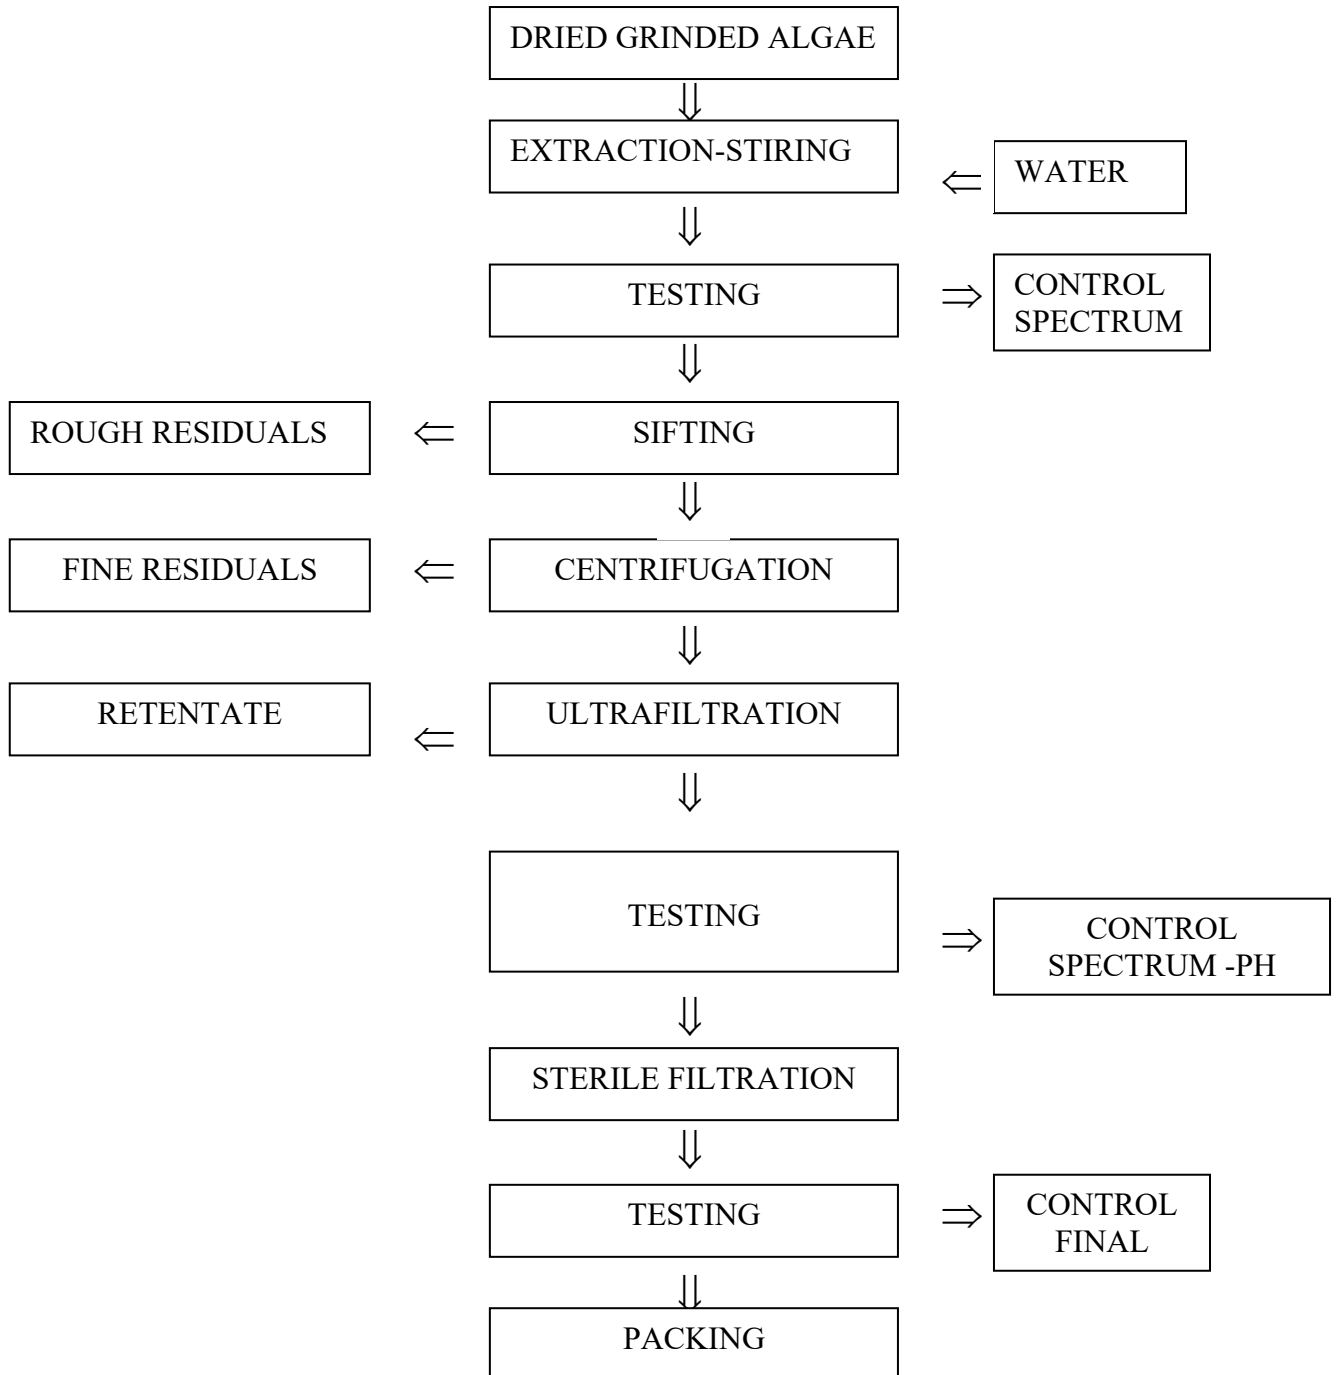 DRIED GRINDED ALGAE
EXTRACTION-STIRING
WATER
TESTING
CONTROL
SPECTRUM
ROUGH RESIDUALS
SIFTING
FINE RESIDUALS
CENTRIFUGATION
RETENTATE
ULTRAFILTRATION
TESTING
CONTROL
SPECTRUM -PH
STERILE FILTRATION
TESTING
CONTROL
FINAL
PACKING